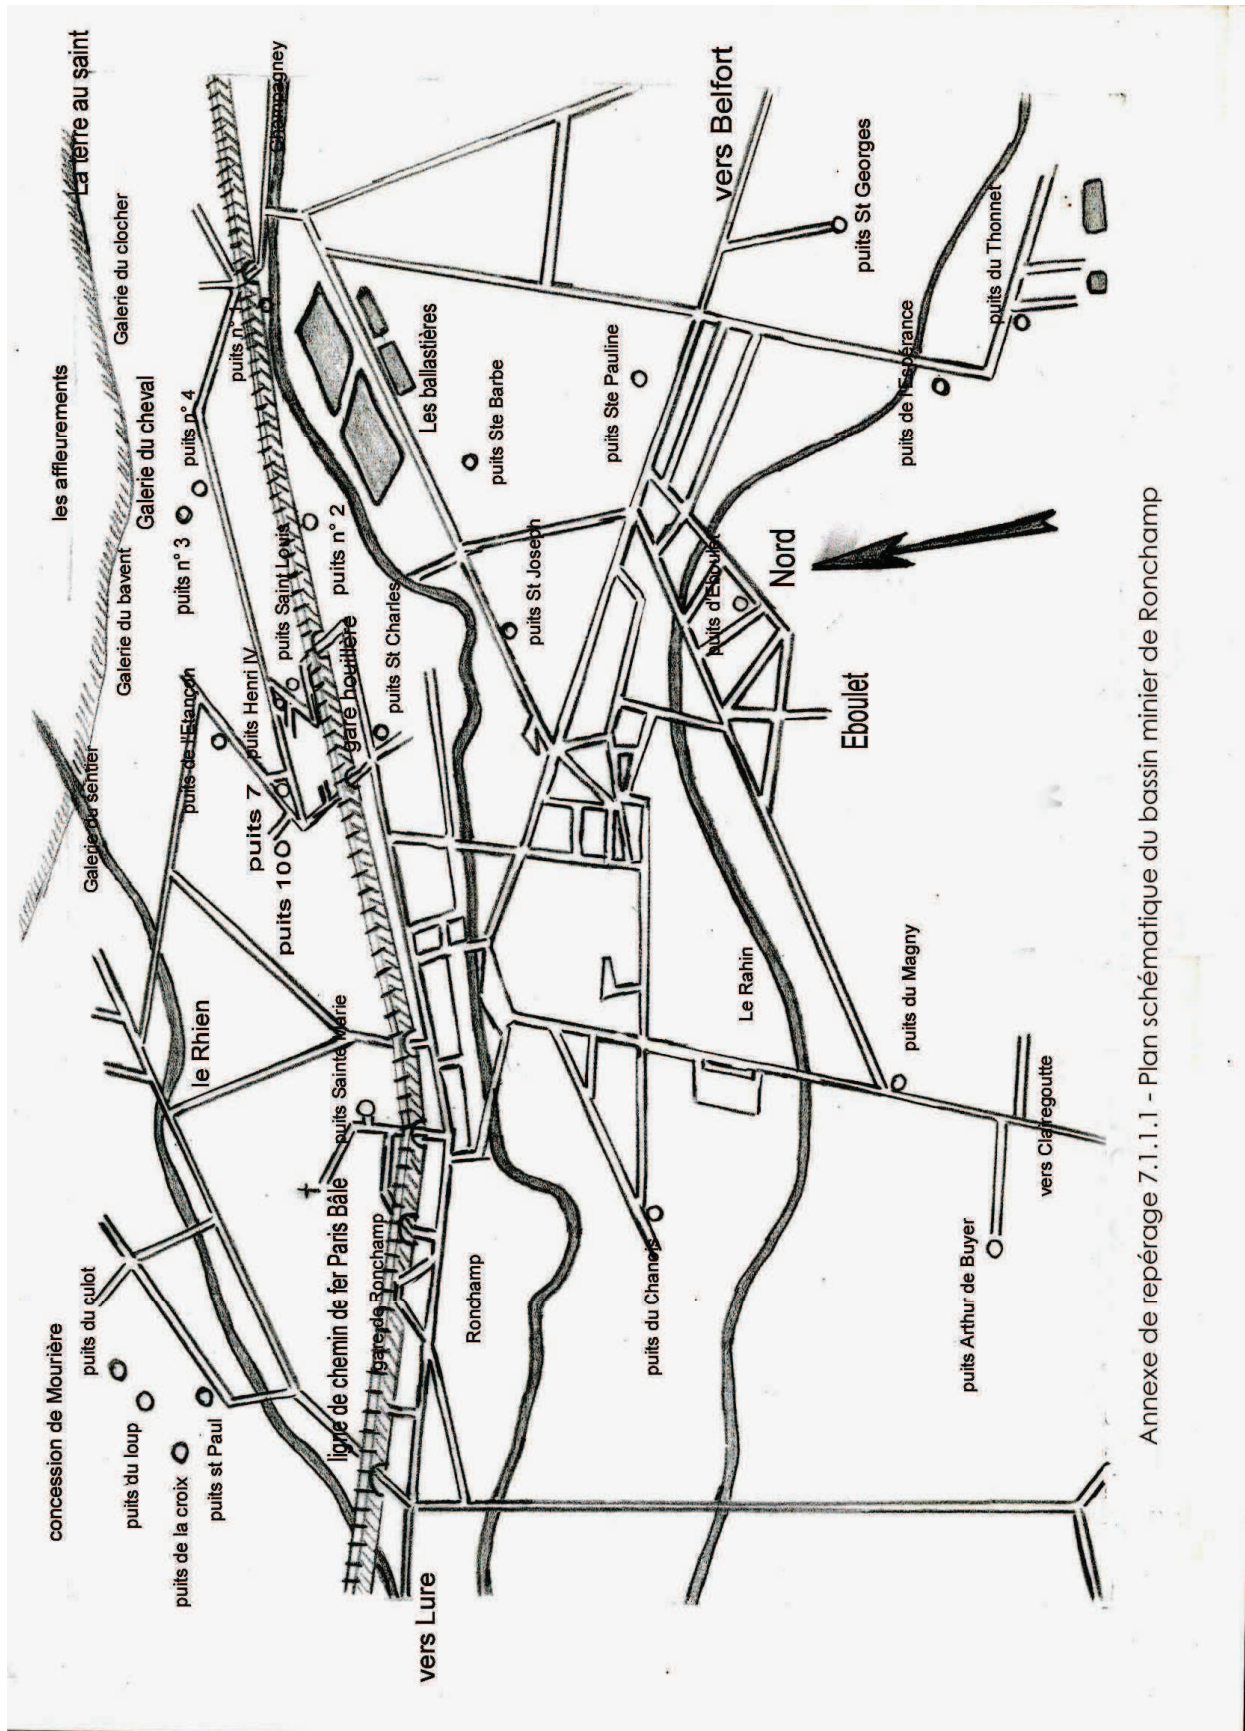 concession de Mourière
puits du culot
puits du loup
puits de la croix
puits st Paul
les affleurements
La terre au saint
Galerie du sentier
Galerie du bavent
Galerie du cheval
Galerie du clocher
le Rhien
puits de l'Etançon
puits n° 3
puits n° 4
puits n° 1
Champagney
puits 7
puits 10
puits Henri IV
puits Saint Louis
puits n° 2
gare houillère
puits St Charles
puits Sainte Marie
ligne de chemin de fer Paris Bâle
gare de Ronchamp
vers Lure
Ronchamp
Les ballastières
puits Ste Barbe
puits St Joseph
puits Ste Pauline
vers Belfort
puits St Georges
puits du Chanois
Le Rahin
puits d'Eboulet
Nord
Eboulet
puits de l'Espérance
puits du Thonnet
puits du Magny
puits Arthur de Buyer
vers Clairegoutte
Annexe de repérage 7.1.1.1 - Plan schématique du bassin minier de Ronchamp